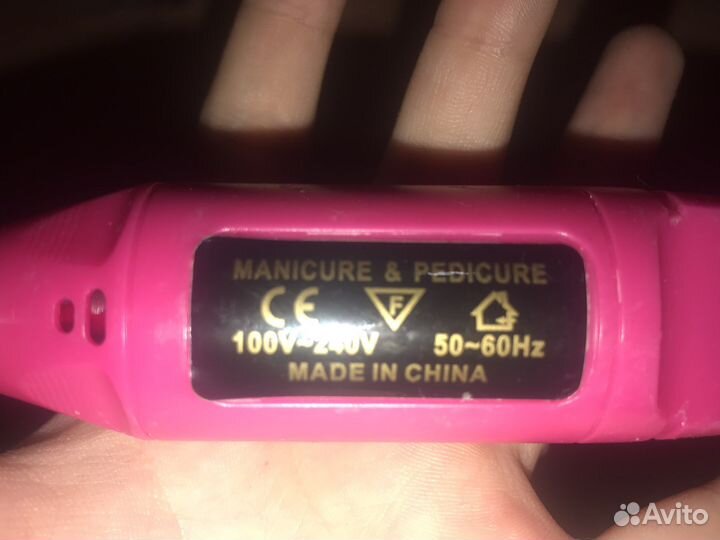 MANICURE & PEDICURE
CE F
100V~240V 50~60Hz
MADE IN CHINA
Avito